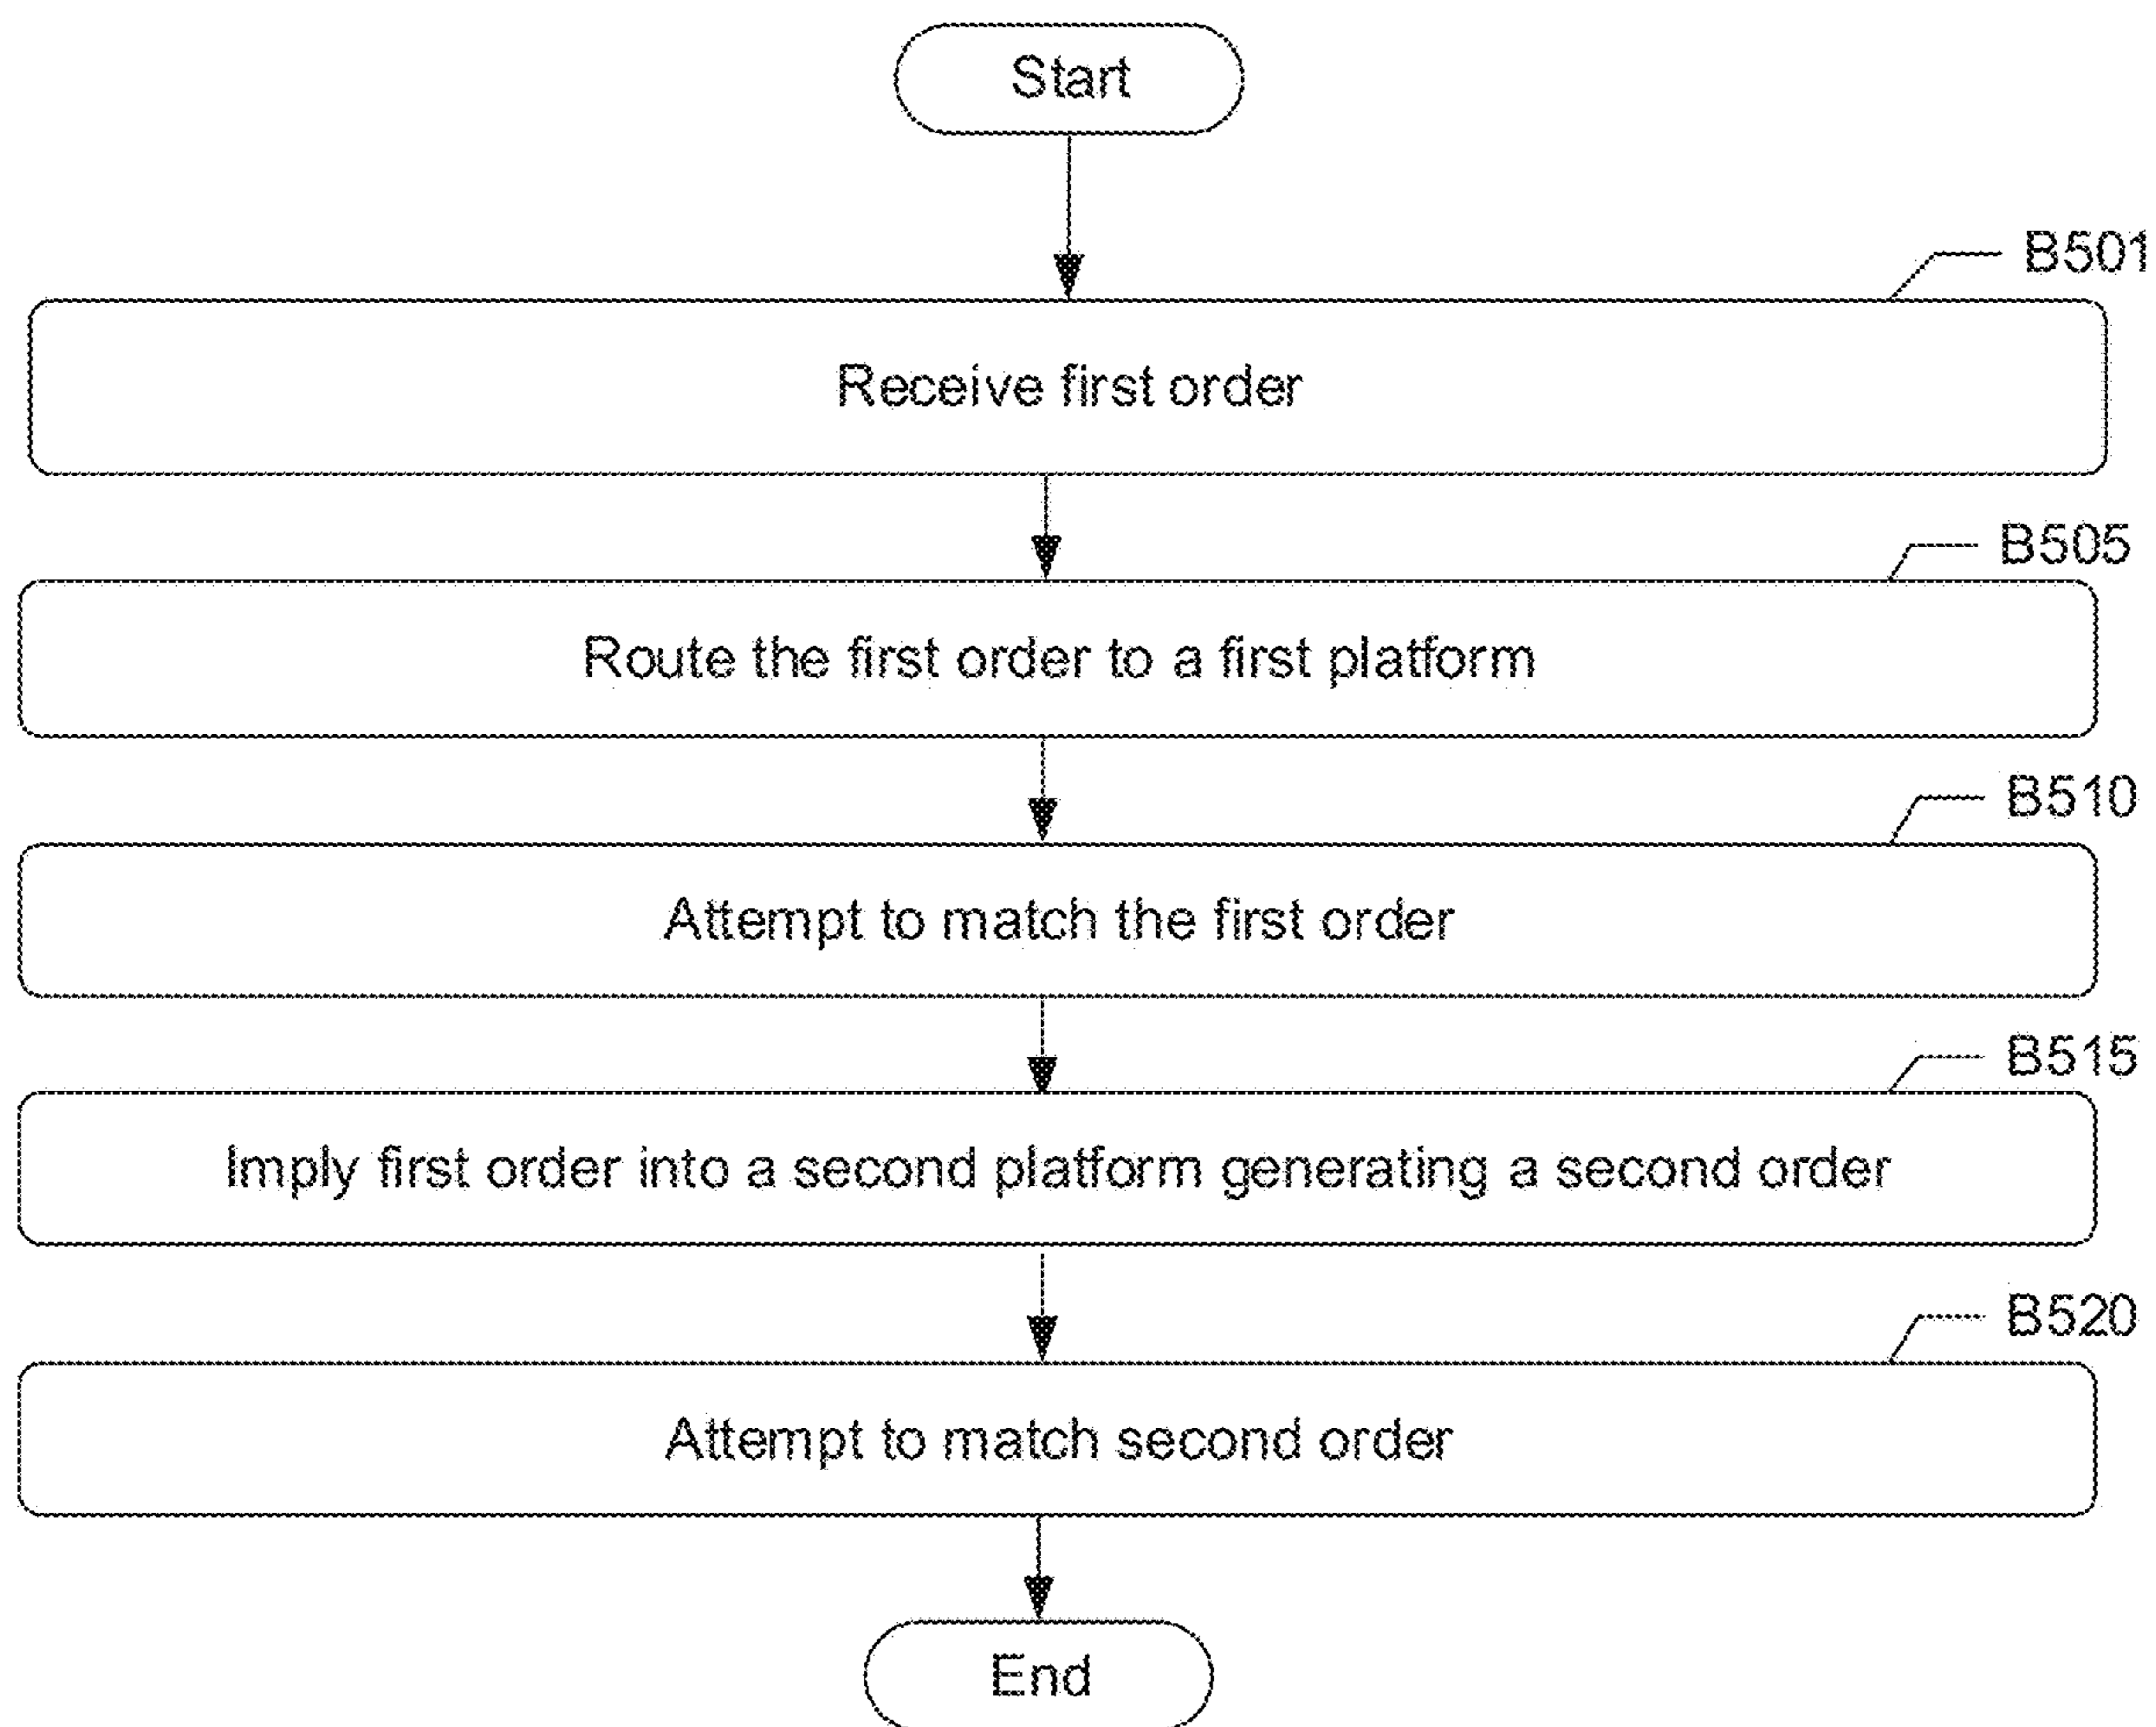 Start
B501
Receive first order
B505
Route the first order to a first platform
B510
Attempt to match the first order
B515
Imply first order into a second platform generating a second order
B520
Attempt to match second order
End